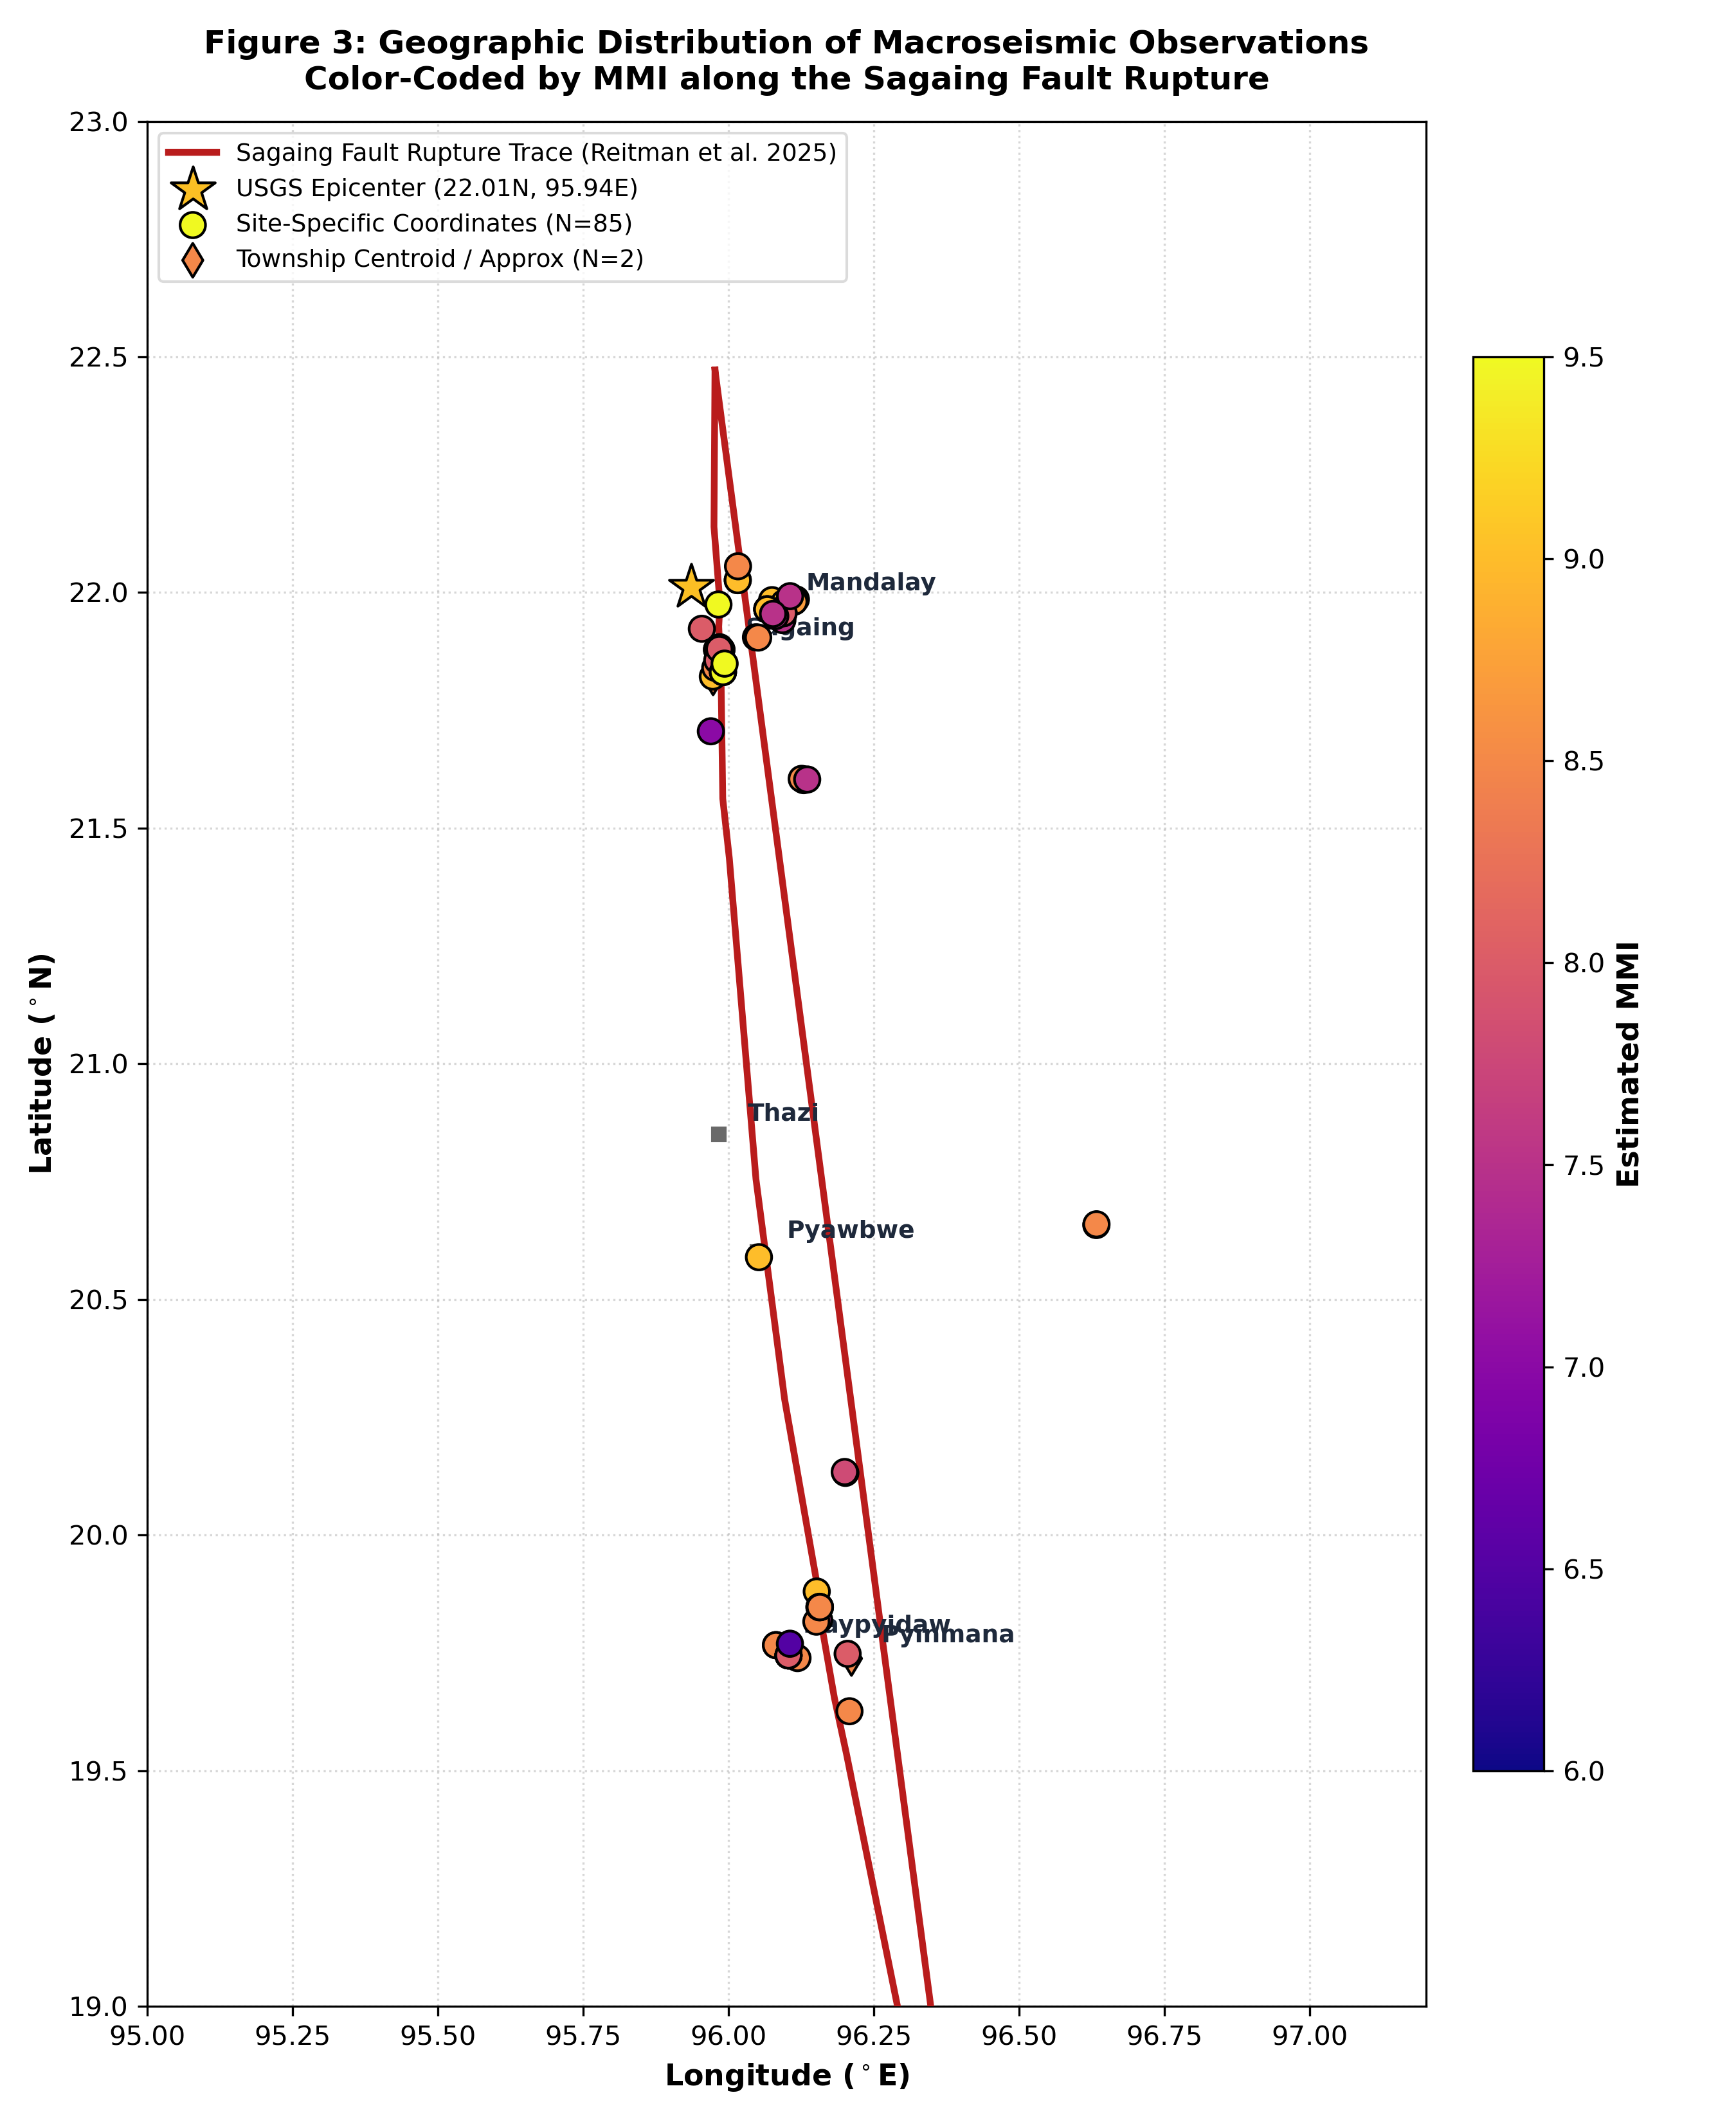 Figure 3: Geographic Distribution of Macroseismic Observations
Color-Coded by MMI along the Sagaing Fault Rupture
Sagaing Fault Rupture Trace (Reitman et al. 2025)
USGS Epicenter (22.01N, 95.94E)
Site-Specific Coordinates (N=85)
Township Centroid / Approx (N=2)
23.0
22.5
22.0
21.5
21.0
20.5
20.0
19.5
19.0
Latitude (°N)
Mandalay
Thazi
Pyawbwe
Pyinmana
95.00
95.25
95.50
95.75
96.00
96.25
96.50
96.75
97.00
Longitude (°E)
9.5
9.0
8.5
8.0
7.5
7.0
6.5
6.0
Estimated MMI